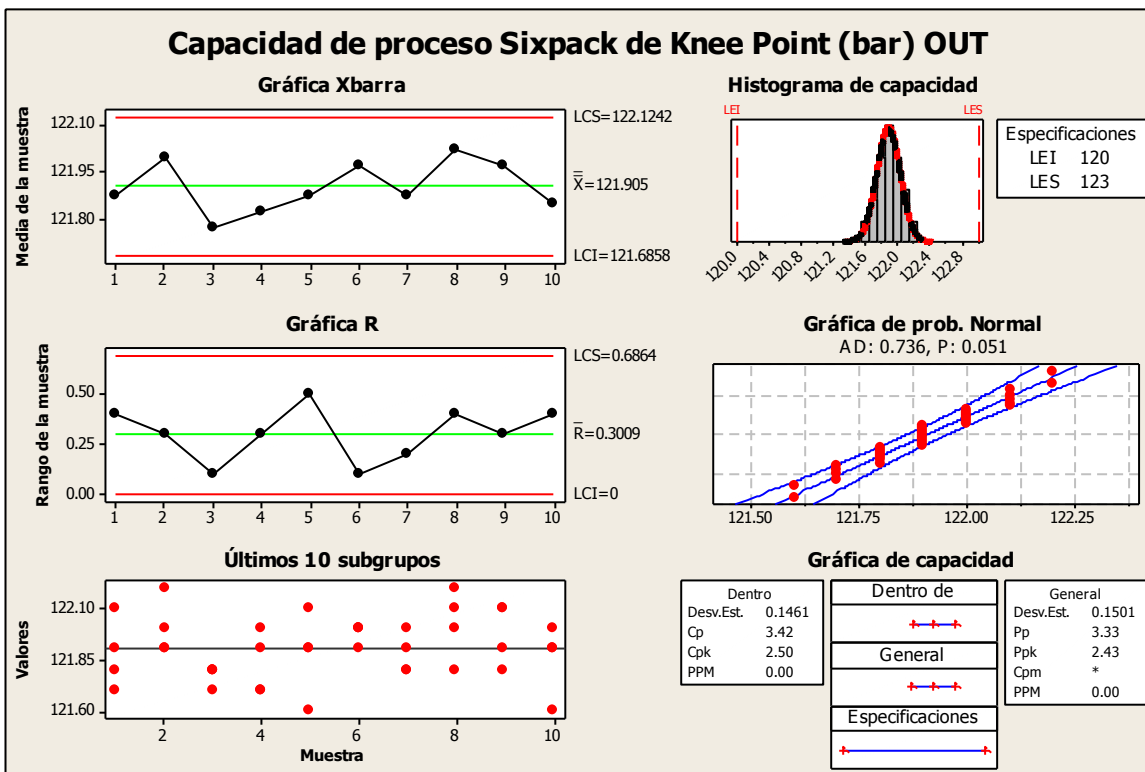 Capacidad de proceso Sixpack de Knee Point (bar) OUT
Gráfica Xbarra
Media de la muestra
122.10
121.95
121.80
1 2 3 4 5 6 7 8 9 10
LCS=122.1242
X=121.905
LCI=121.6858
Histograma de capacidad
LEI LES
120.0 120.4 120.8 121.2 121.6 122.0 122.4 122.8
Especificaciones
LEI 120
LES 123
Gráfica R
Rango de la muestra
0.50
0.25
0.00
1 2 3 4 5 6 7 8 9 10
LCS=0.6864
R=0.3009
LCI=0
Gráfica de prob. Normal
AD: 0.736, P: 0.051
121.50 121.75 122.00 122.25
Últimos 10 subgrupos
Valores
122.10
121.85
121.60
2 4 6 8 10
Muestra
Gráfica de capacidad
Dentro
Desv.Est. 0.1461
Cp 3.42
Cpk 2.50
PPM 0.00
Dentro de
General
Especificaciones
General
Desv.Est. 0.1501
Pp 3.33
Ppk 2.43
Cpm *
PPM 0.00